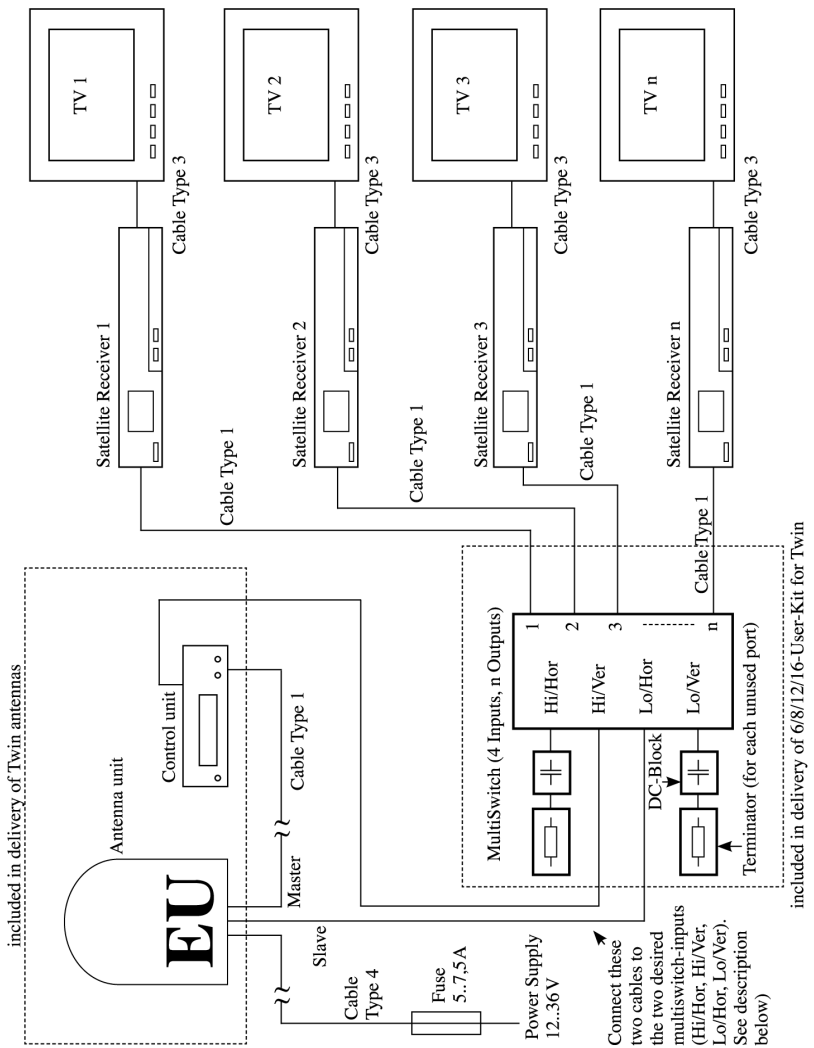 included in delivery of Twin antennas
Antenna unit
EU
Control unit
Master
Slave
Cable Type 1
Cable
Type 4
Fuse
5..7,5 A
Power Supply
12..36 V
Connect these
two cables to
the two desired
multiswitch-inputs
(Hi/Hor, Hi/Ver,
Lo/Hor, Lo/Ver).
See description
below)
MultiSwitch (4 Inputs, n Outputs)
Hi/Hor
Hi/Ver
Lo/Hor
Lo/Ver
1
2
3
n
DC-Block
Terminator (for each unused port)
included in delivery of 6/8/12/16-User-Kit for Twin
Cable Type 1
Cable Type 1
Cable Type 1
Cable Type 1
Satellite Receiver 1
Satellite Receiver 2
Satellite Receiver 3
Satellite Receiver n
Cable Type 3
Cable Type 3
Cable Type 3
Cable Type 3
TV 1
TV 2
TV 3
TV n